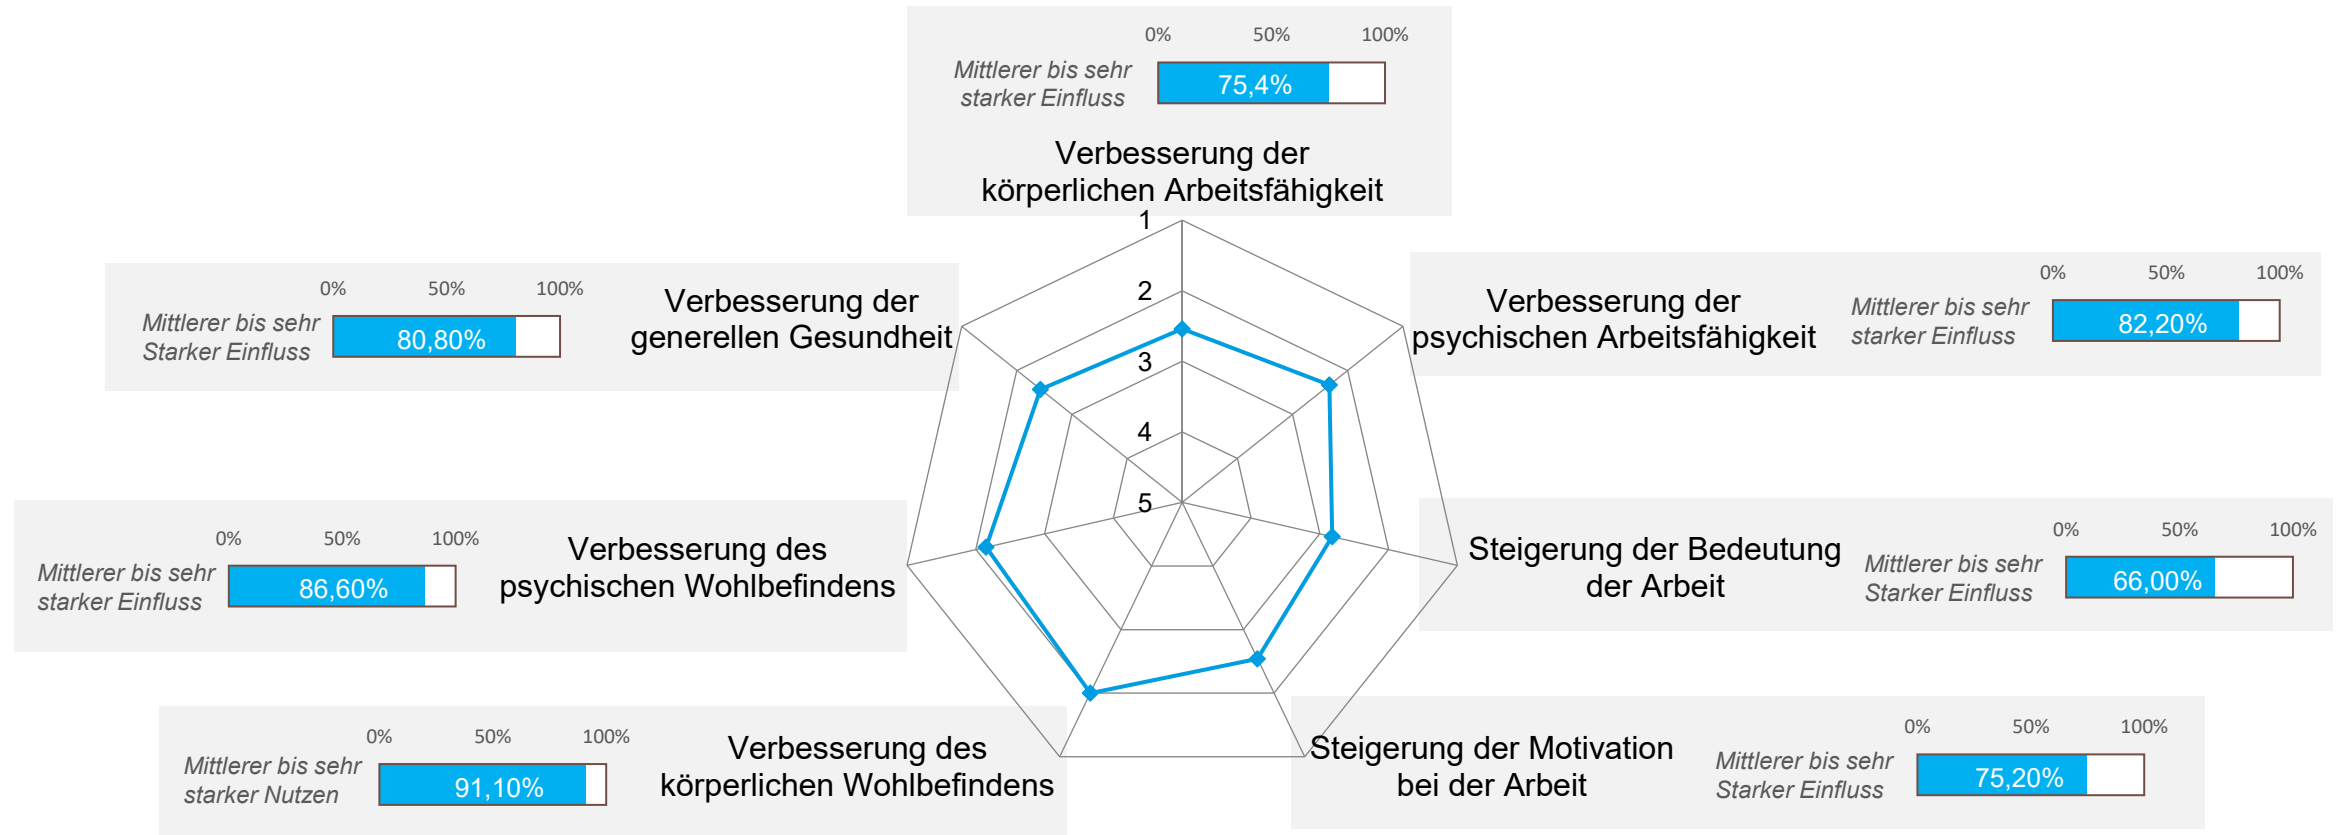 0% 50% 100%
Mittlerer bis sehr
starker Einfluss
75,4%
Verbesserung der
körperlichen Arbeitsfähigkeit
0% 50% 100%
Mittlerer bis sehr
Starker Einfluss
80,80%
Verbesserung der
generellen Gesundheit
1
2
3
4
5
Verbesserung der
psychischen Arbeitsfähigkeit
0% 50% 100%
Mittlerer bis sehr
starker Einfluss
82,20%
0% 50% 100%
Mittlerer bis sehr
starker Einfluss
86,60%
Verbesserung des
psychischen Wohlbefindens
Steigerung der Bedeutung
der Arbeit
0% 50% 100%
Mittlerer bis sehr
Starker Einfluss
66,00%
0% 50% 100%
Mittlerer bis sehr
starker Nutzen
91,10%
Verbesserung des
körperlichen Wohlbefindens
Steigerung der Motivation
bei der Arbeit
0% 50% 100%
Mittlerer bis sehr
Starker Einfluss
75,20%